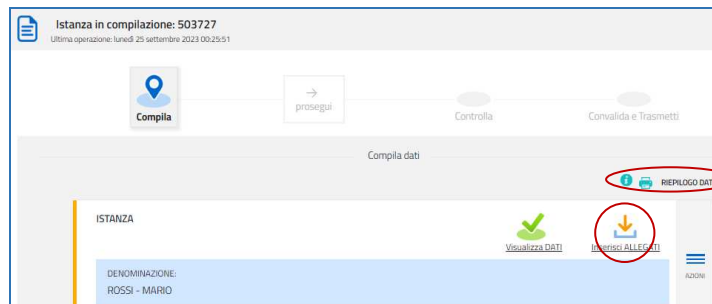 Istanza in compilazione: 503727
Ultima operazione: lunedì 25 settembre 2023 00:25:51
Compila
prosegui
Controlla
Convalida e Trasmetti
Compila dati
RIEPILOGO DAT
ISTANZA
Visualizza DATI
Inserisci ALLEGATI
AZIONI
DENOMINAZIONE:
ROSSI - MARIO